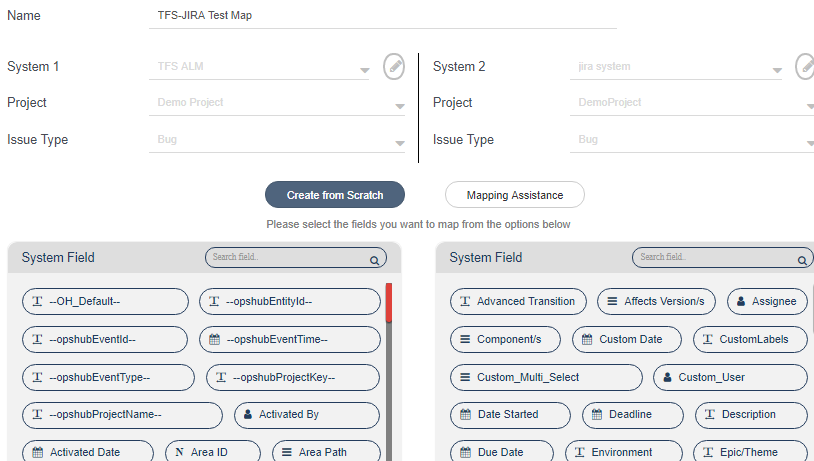 Name TFS-JIRA Test Map
System 1 TFS ALM System 2 jira system
Project Demo Project Project DemoProject
Issue Type Bug Issue Type Bug
Create from Scratch Mapping Assistance
Please select the fields you want to map from the options below
System Field Search field.. System Field Search field..
--OH_Default-- --opshubEntityId-- Advanced Transition Affects Version/s Assignee
--opshubEventId-- --opshubEventTime-- Component/s Custom Date CustomLabels
--opshubEventType-- --opshubProjectKey-- Custom_Multi_Select Custom_User
--opshubProjectName-- Activated By Date Started Deadline Description
Activated Date Area ID Area Path Due Date Environment Epic/Theme